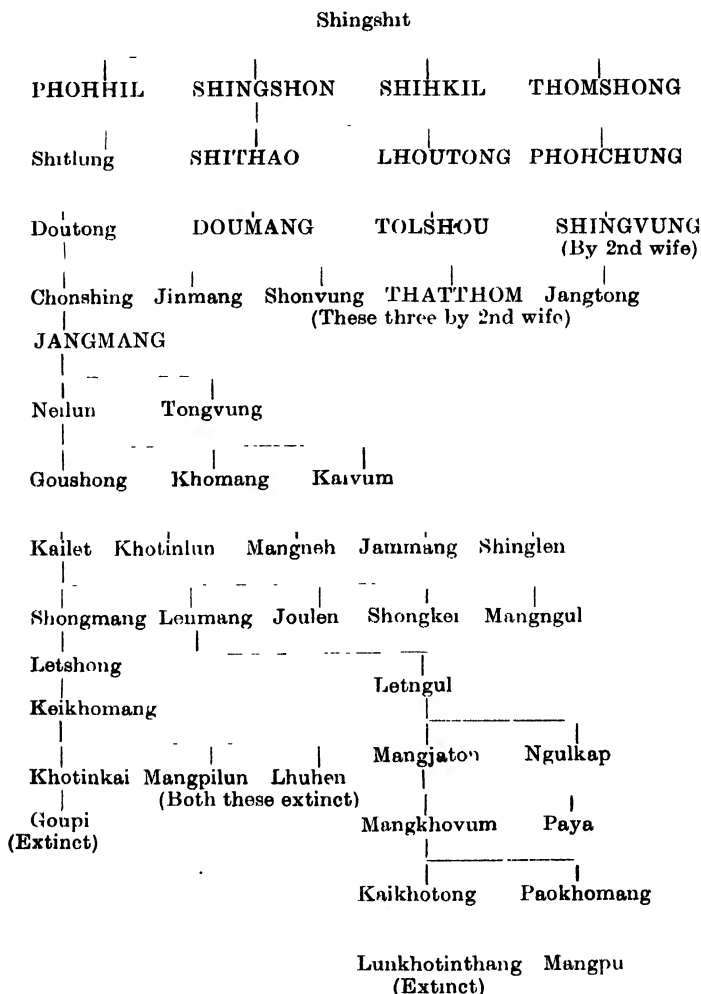 Shingshit
PHOHHIL SHINGSHON SHIHKIL THOMSHONG
Shitlung SHITHAO LHOUTONG PHOHCHUNG
Doutong DOUMANG TOLSHOU SHINGVUNG
(By 2nd wife)
Chonshing Jinmang Shonvung THATTHOM Jangtong
(These three by 2nd wife)
JANGMANG
Neilun Tongvung
Goushong Khomang Kaivum
Kailet Khotinlun Mangneh Jammang Shinglen
Shongmang Lenmang Joulen Shongkei Mangngul
Letshong
Letngul
Keikhomang
Mangjaton Ngulkap
Khotinkai Mangpilun Lhuhen
(Both these extinct)
Goupi
(Extinct)
Mangkhovum Paya
Kaikhotong Paokhomang
Lunkhotinthang Mangpu
(Extinct)